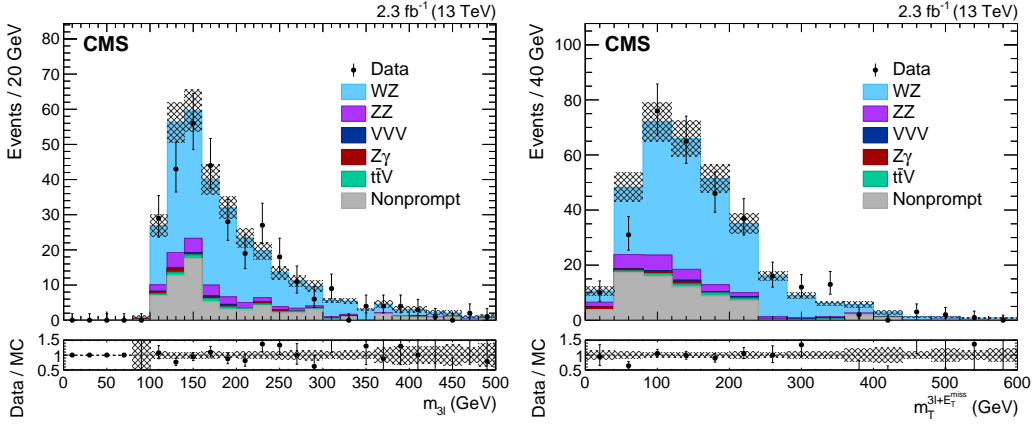 2.3 fb⁻¹ (13 TeV)
CMS
Events / 20 GeV
80
70
60
50
40
30
20
10
0
Data
WZ
ZZ
VVV
Zγ
tt̄V
Nonprompt
Data / MC
1.5
1
0.5
0 50 100 150 200 250 300 350 400 450 500
m₃ₗ (GeV)
2.3 fb⁻¹ (13 TeV)
CMS
Events / 40 GeV
100
80
60
40
20
0
Data
WZ
ZZ
VVV
Zγ
tt̄V
Nonprompt
Data / MC
1.5
1
0.5
0 100 200 300 400 500 600
m_T^{3l+E_T^{miss}} (GeV)